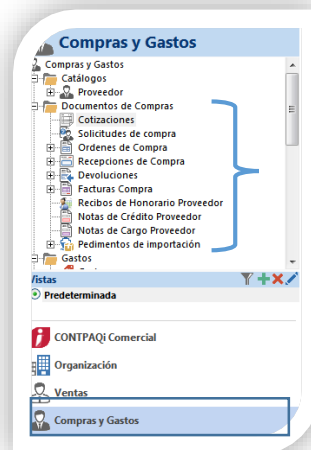 Compras y Gastos
Compras y Gastos
Catálogos
Proveedor
Documentos de Compras
Cotizaciones
Solicitudes de compra
Ordenes de Compra
Recepciones de Compra
Devoluciones
Facturas Compra
Recibos de Honorario Proveedor
Notas de Crédito Proveedor
Notas de Cargo Proveedor
Pedimentos de importación
Gastos
Vistas
Predeterminada
CONTPAQi Comercial
Organización
Ventas
Compras y Gastos